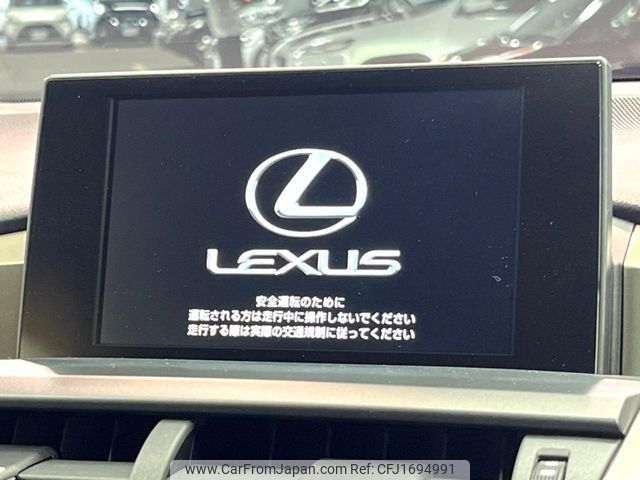 LEXUS
安全運転のために
運転される方は走行中に操作しないでください
走行する際は実際の交通規制に従ってください
www.CarFromJapan.com - Ref: CFJ1694991